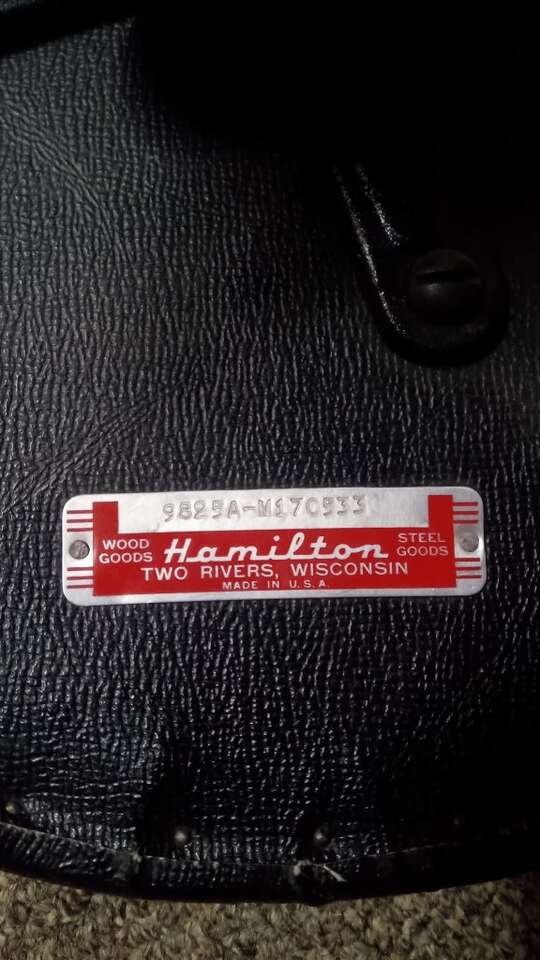 9825A-M170533
WOOD GOODS Hamilton STEEL GOODS
TWO RIVERS, WISCONSIN
MADE IN U.S.A.